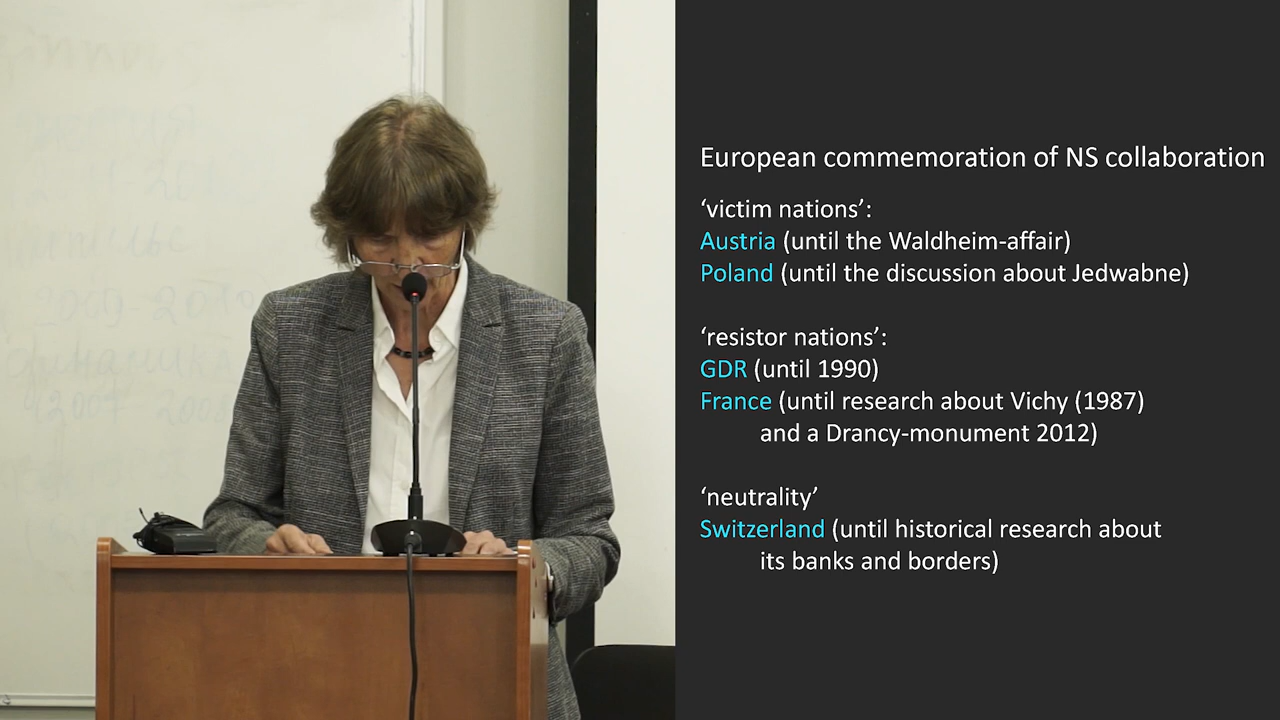 European commemoration of NS collaboration
‘victim nations’:
Austria (until the Waldheim-affair)
Poland (until the discussion about Jedwabne)
‘resistor nations’:
GDR (until 1990)
France (until research about Vichy (1987)
and a Drancy-monument 2012)
‘neutrality’
Switzerland (until historical research about
its banks and borders)